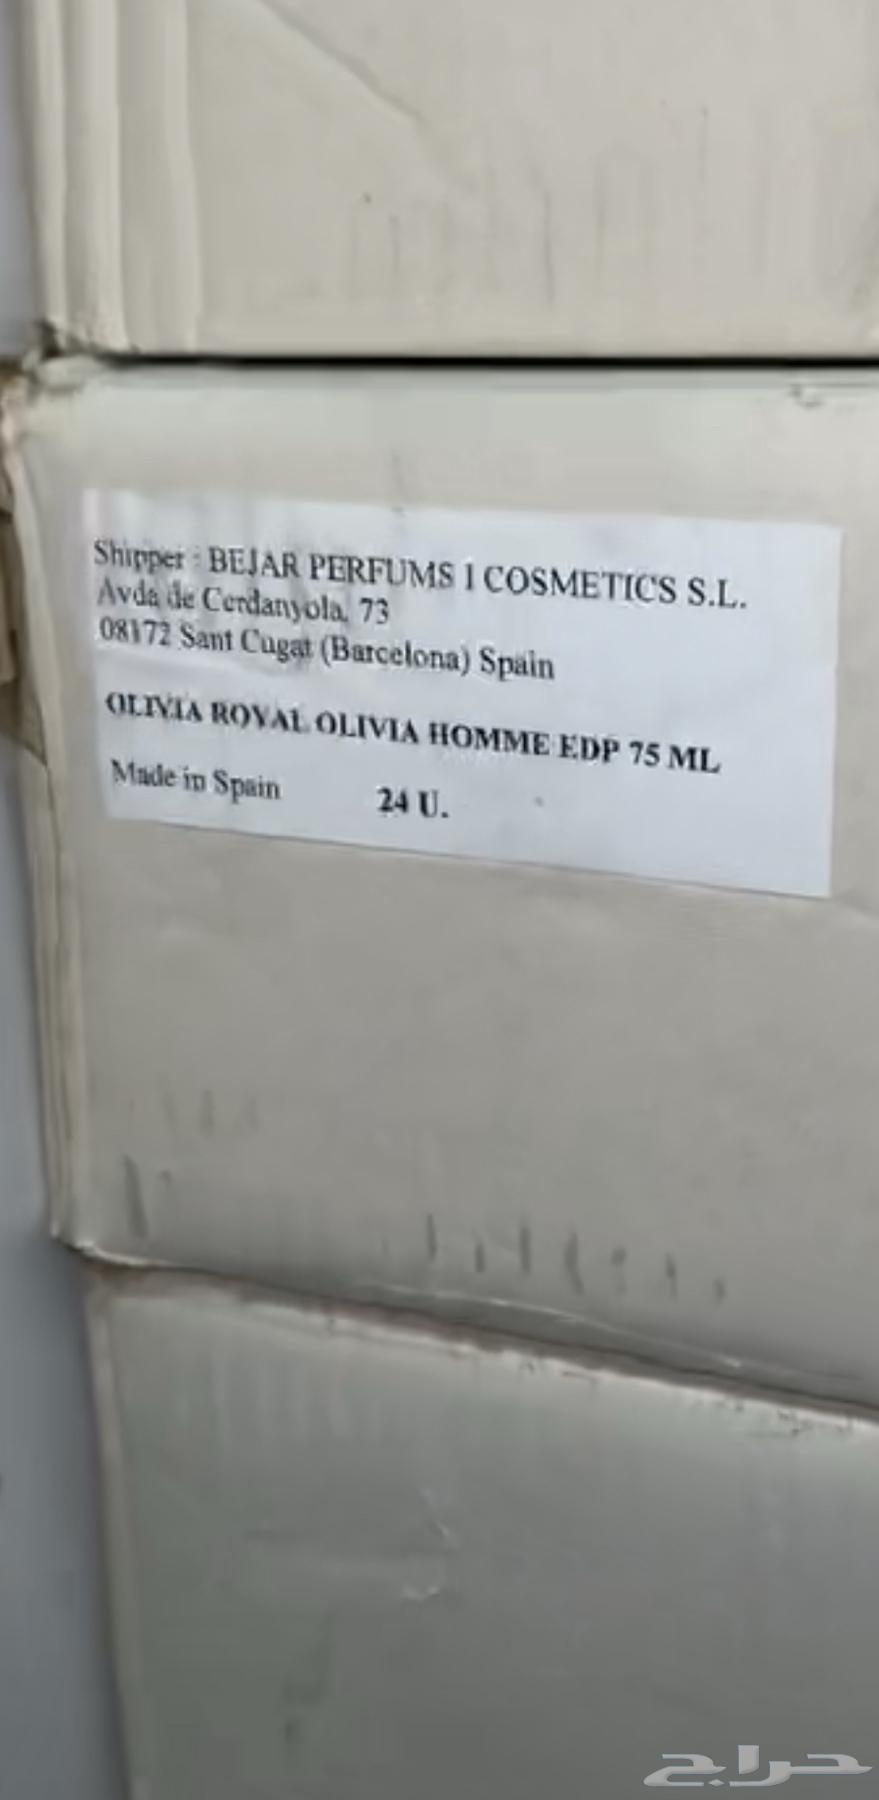 Shipper : BEJAR PERFUMS I COSMETICS S.L.
Avda de Cerdanyola, 73
08172 Sant Cugat (Barcelona) Spain
OLIVIA ROYAL OLIVIA HOMME EDP 75 ML
Made in Spain 24 U.
حراج